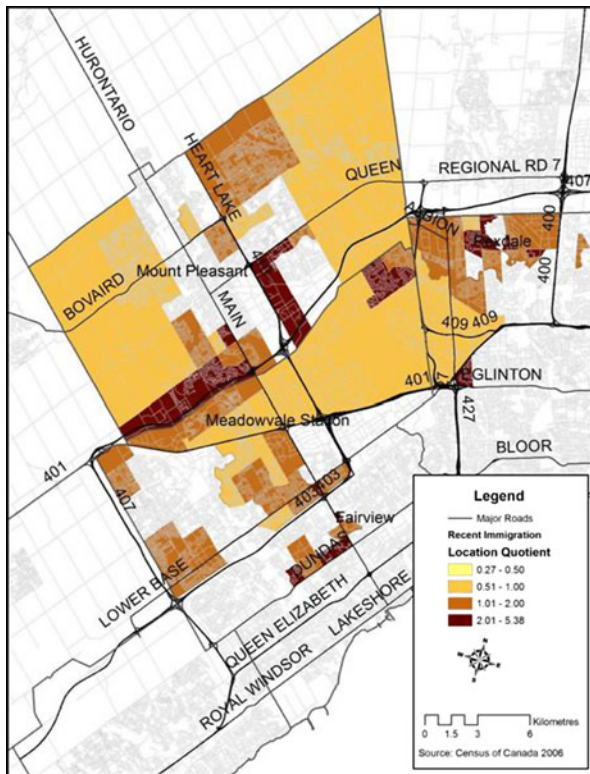 HURONTARIO
HEART LAKE
QUEEN
REGIONAL RD 7
407
ALBION
400
Rexdale
400
Mount Pleasant
BOVAIRD
MAIN
409 409
401
EGLINTON
427
Meadowvale Station
BLOOR
401
407
403
403
Fairview
DUNDAS
LOWER BASE
QUEEN ELIZABETH
LAKESHORE
ROYAL WINDSOR
Legend
Major Roads
Recent Immigration
Location Quotient
0.27 - 0.50
0.51 - 1.00
1.01 - 2.00
2.01 - 5.38
N
W
E
S
0 1.5 3 6 Kilometres
Source: Census of Canada 2006